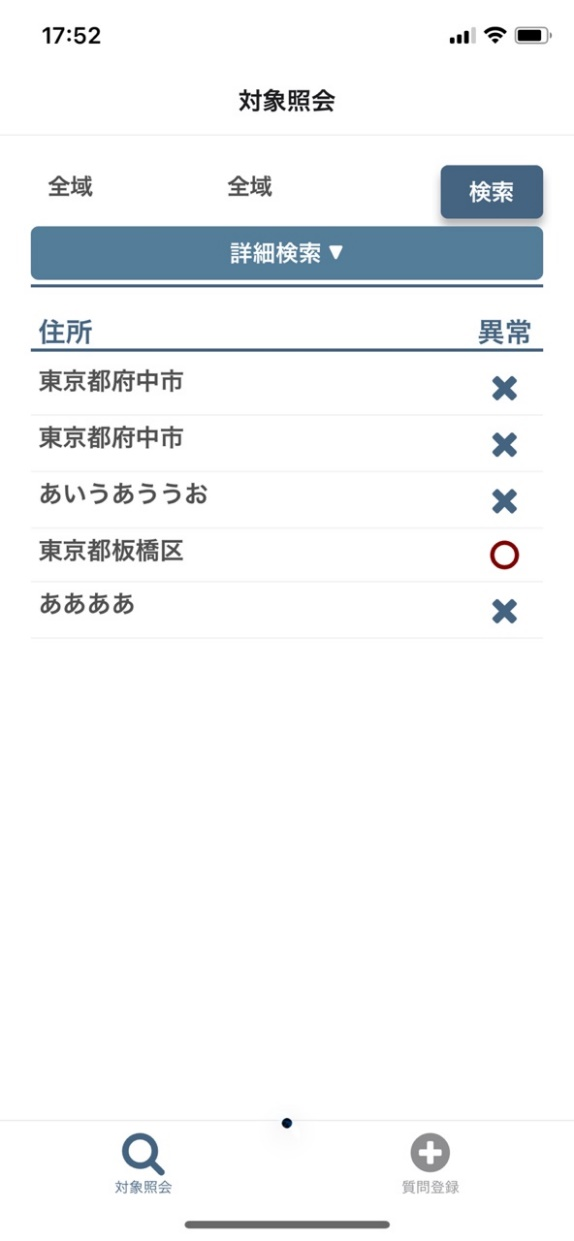 17:52
対象照会
全域 全域 検索
詳細検索 ▼
住所 異常
東京都府中市
東京都府中市
あいうあううお
東京都板橋区
ああああ
対象照会 質問登録